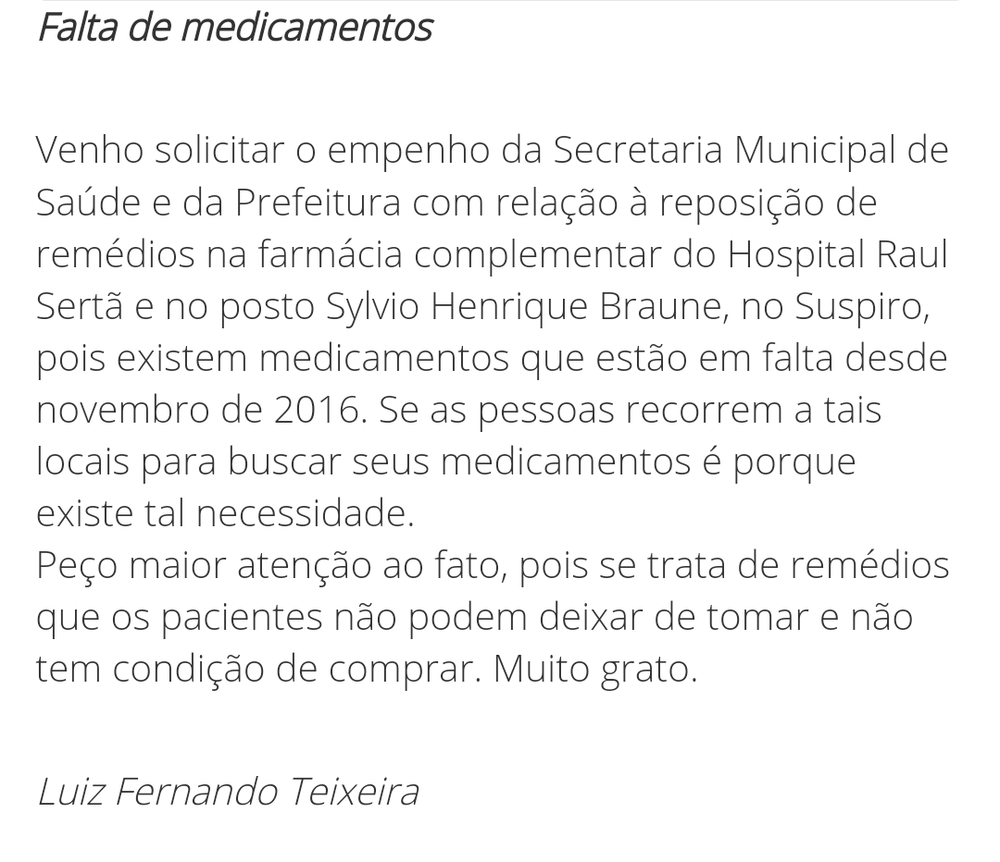 Falta de medicamentos
Venho solicitar o empenho da Secretaria Municipal de
Saúde e da Prefeitura com relação à reposição de
remédios na farmácia complementar do Hospital Raul
Sertã e no posto Sylvio Henrique Braune, no Suspiro,
pois existem medicamentos que estão em falta desde
novembro de 2016. Se as pessoas recorrem a tais
locais para buscar seus medicamentos é porque
existe tal necessidade.
Peço maior atenção ao fato, pois se trata de remédios
que os pacientes não podem deixar de tomar e não
tem condição de comprar. Muito grato.
Luiz Fernando Teixeira